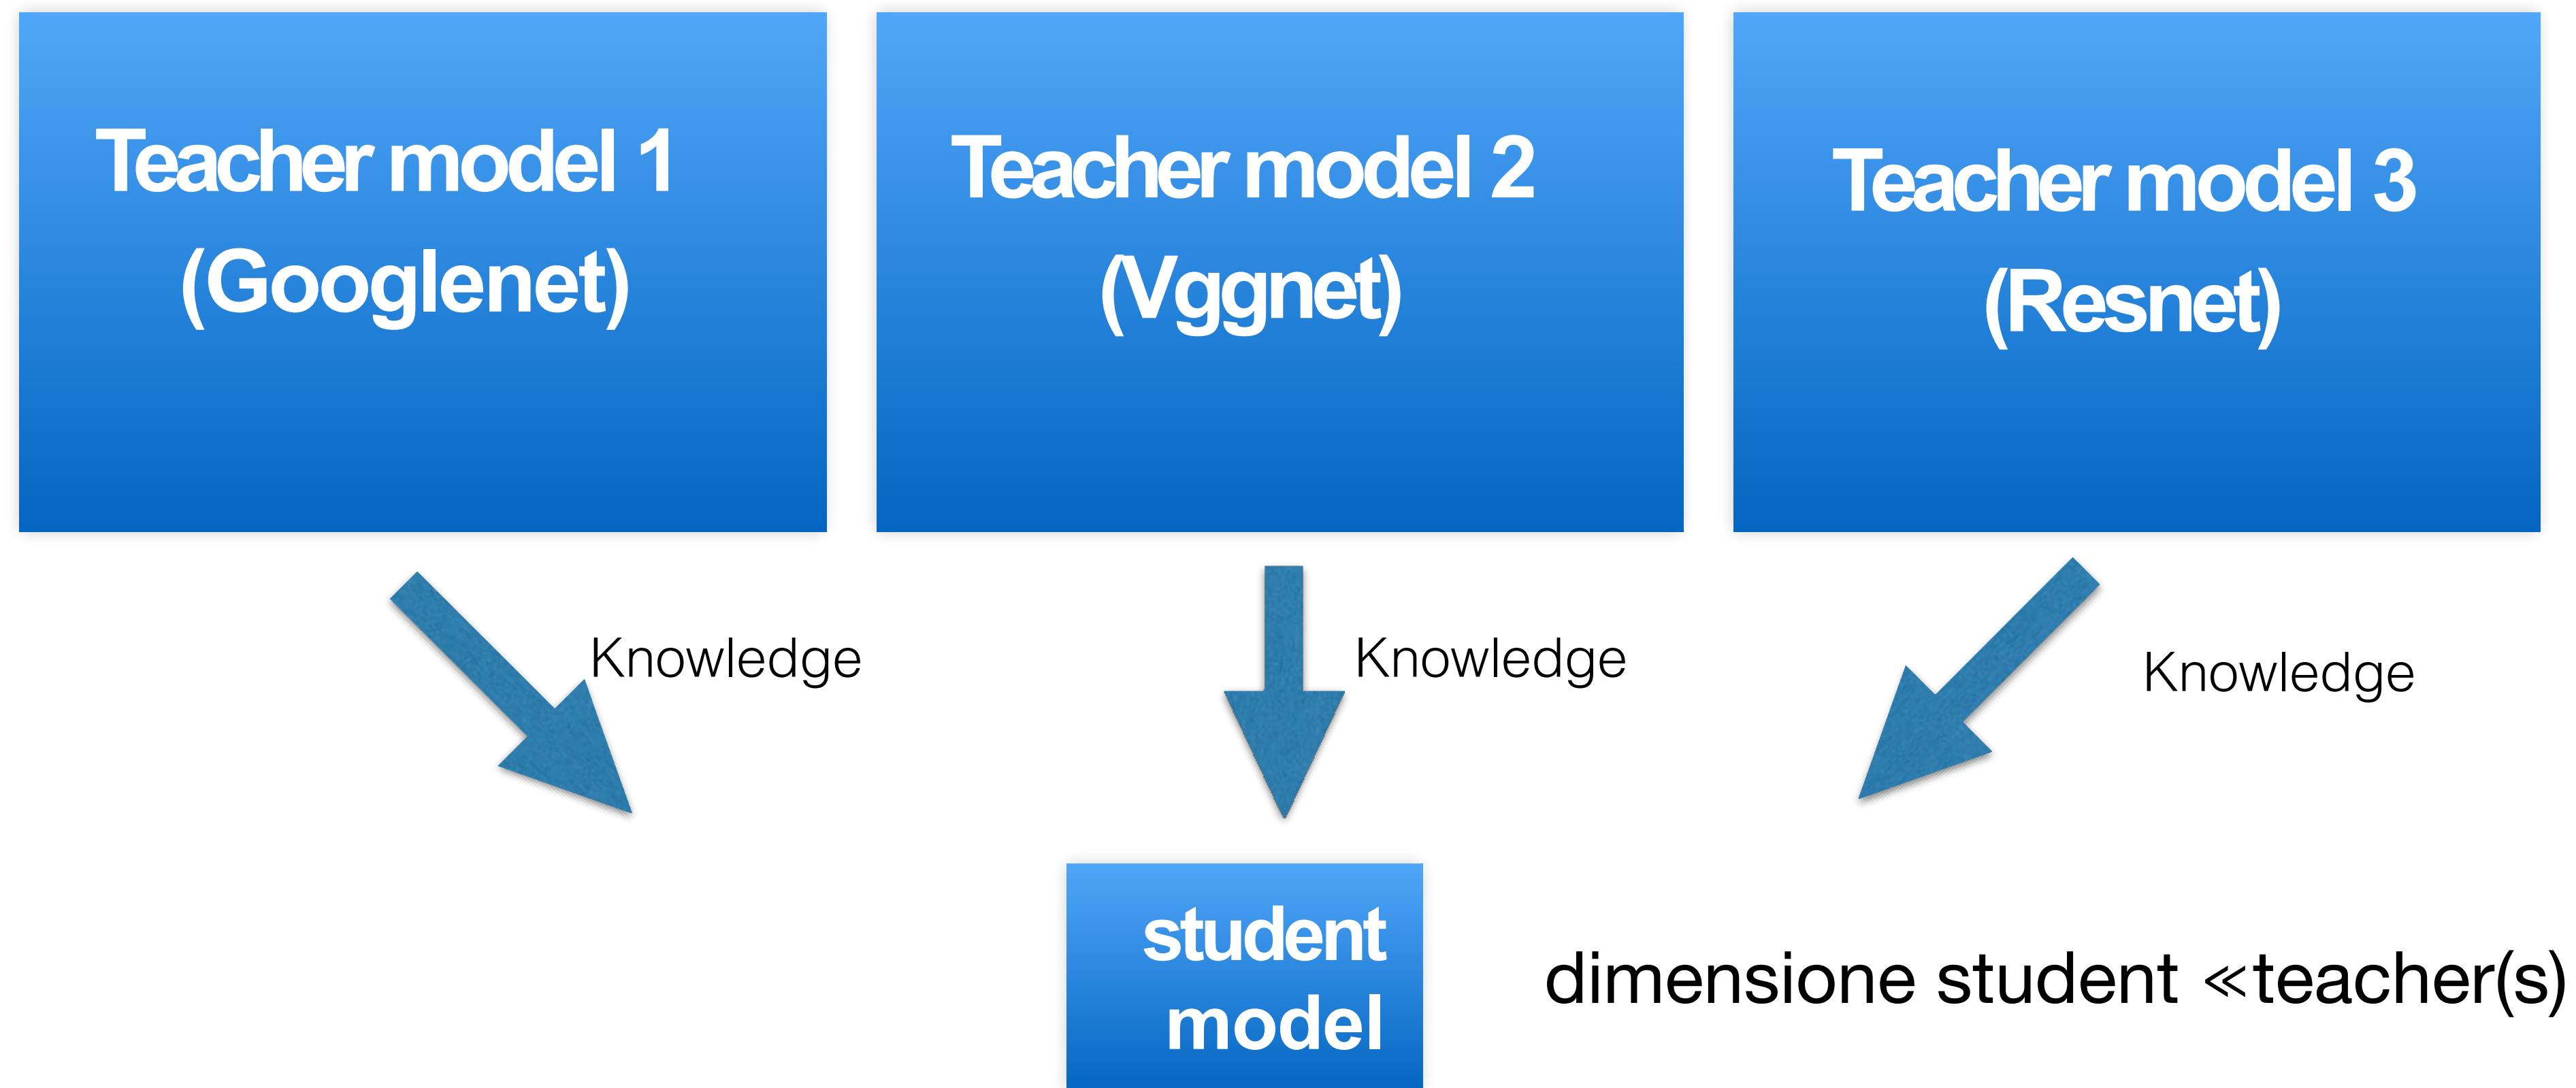 Teacher model 1
(Googlenet)
Teacher model 2
(Vggnet)
Teacher model 3
(Resnet)
Knowledge
Knowledge
Knowledge
student
model
dimensione student ≪teacher(s)